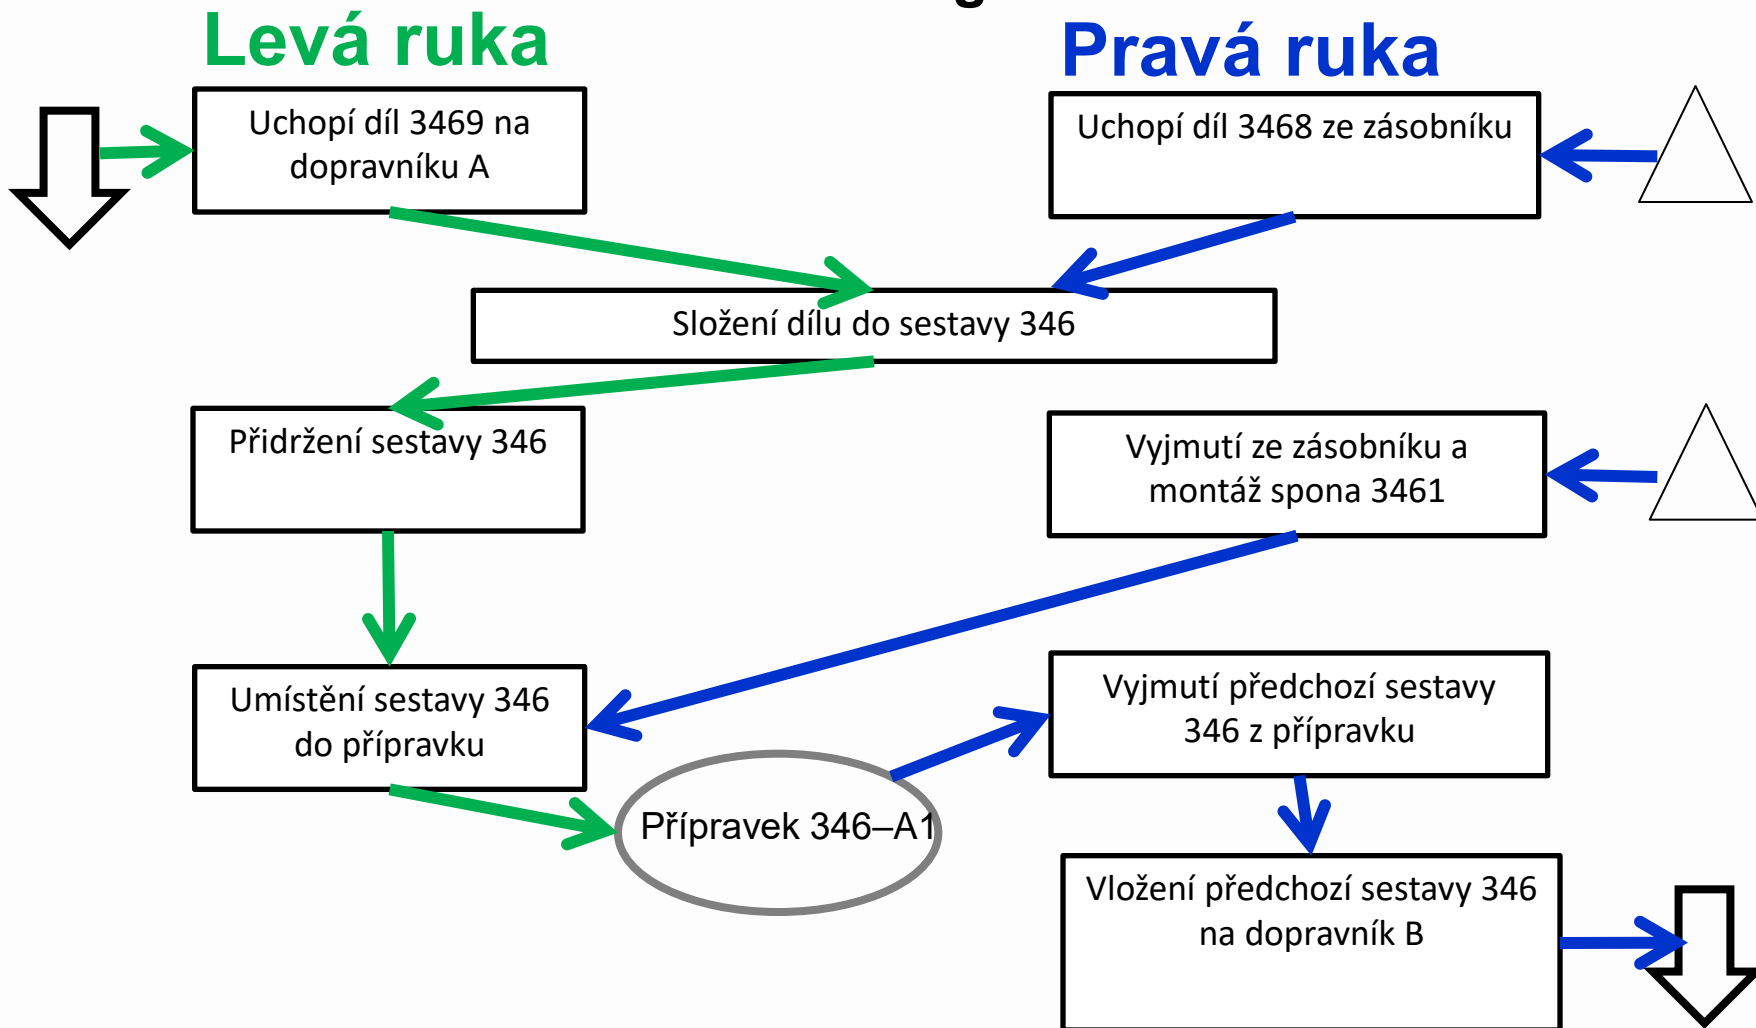 Levá ruka
Pravá ruka
Uchopí díl 3469 na
dopravníku A
Uchopí díl 3468 ze zásobníku
Složení dílu do sestavy 346
Přidržení sestavy 346
Vyjmutí ze zásobníku a
montáž spona 3461
Umístění sestavy 346
do přípravku
Vyjmutí předchozí sestavy
346 z přípravku
Přípravek 346–A1
Vložení předchozí sestavy 346
na dopravník B